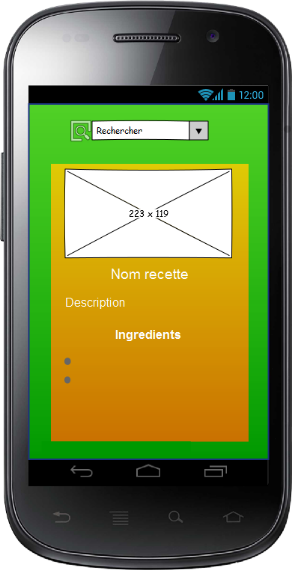 12:00
Rechercher
223 x 119
Nom recette
Description
Ingredients